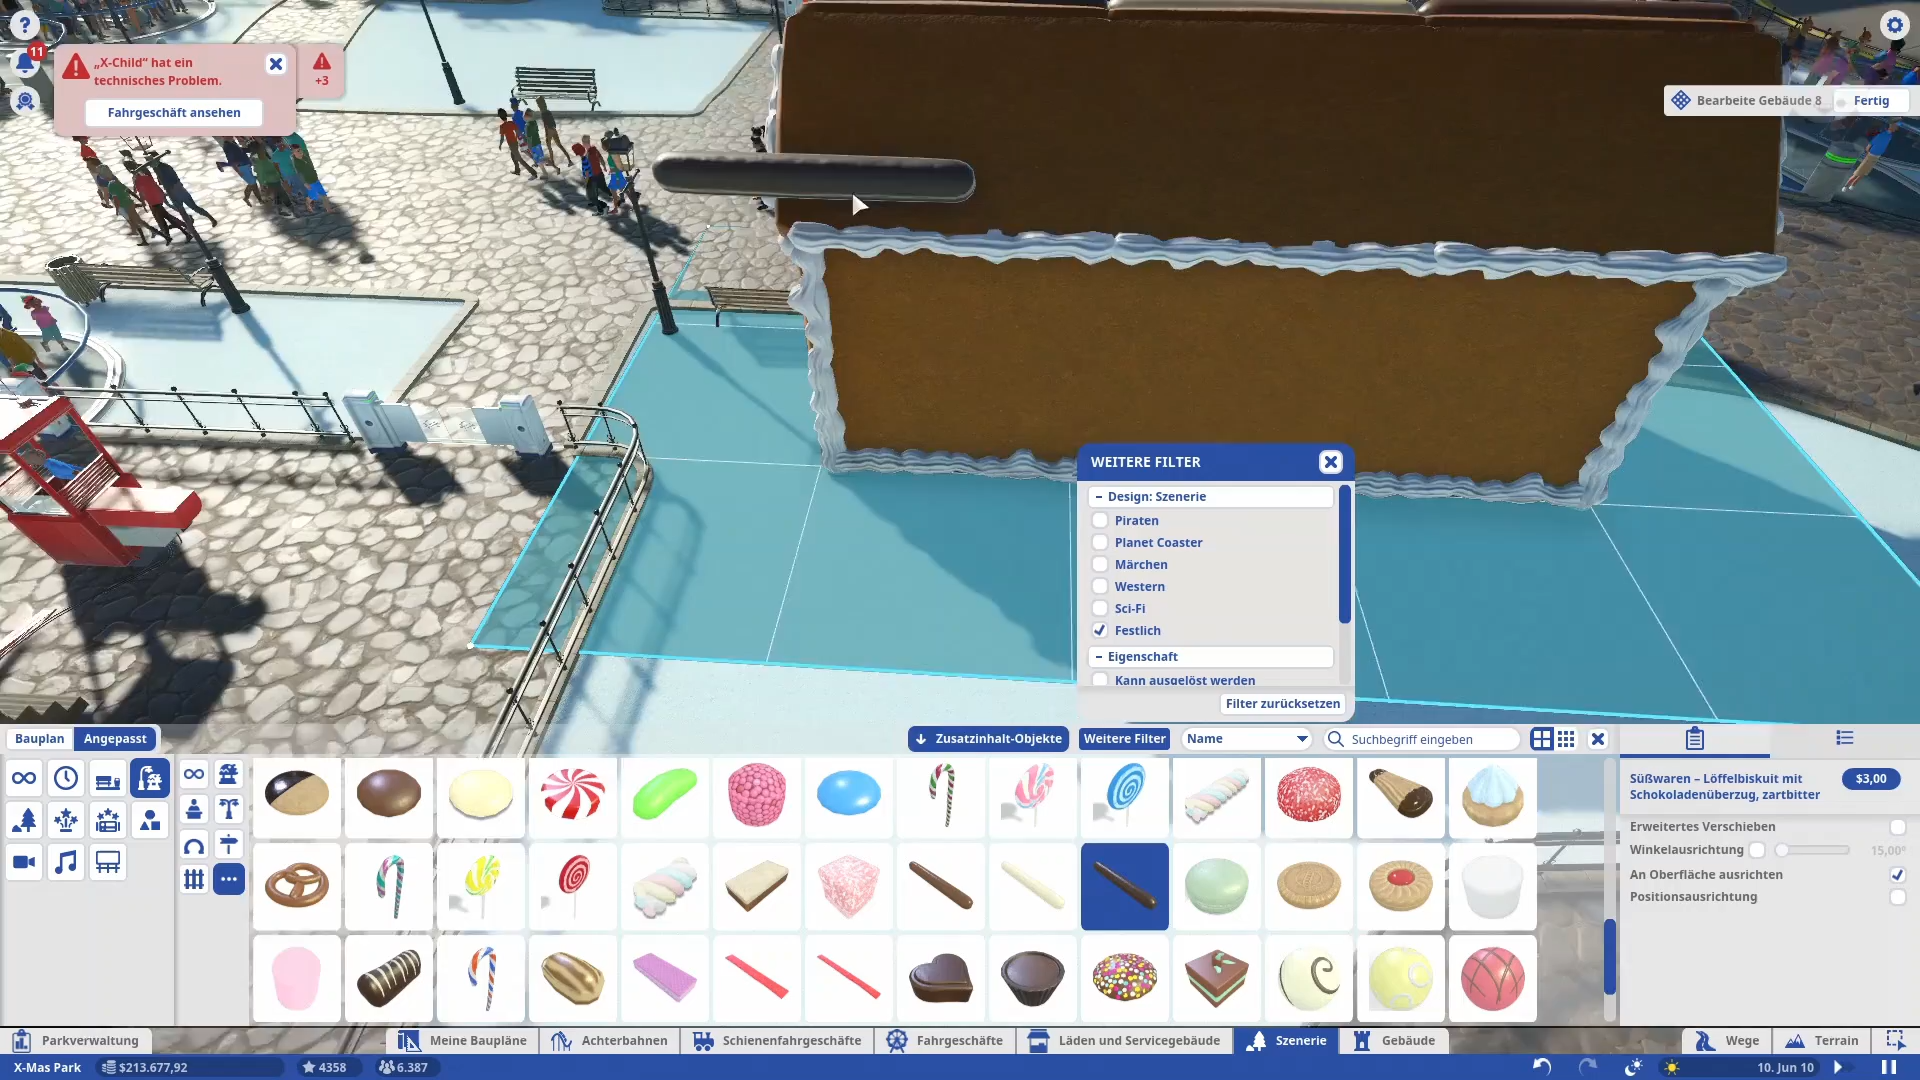 ?
11
„X-Child“ hat ein
technisches Problem.
+3
Fahrgeschäft ansehen
Bearbeite Gebäude 8
Fertig
WEITERE FILTER
– Design: Szenerie
Piraten
Planet Coaster
Märchen
Western
Sci-Fi
Festlich
– Eigenschaft
Kann ausgelöst werden
Filter zurücksetzen
Bauplan
Angepasst
Zusatzinhalt-Objekte
Weitere Filter
Name
Suchbegriff eingeben
Süßwaren – Löffelbiskuit mit
Schokoladenüberzug, zartbitter
$3,00
Erweitertes Verschieben
Winkelausrichtung
15,00°
An Oberfläche ausrichten
Positionsausrichtung
Parkverwaltung
Meine Baupläne
Achterbahnen
Schienenfahrgeschäfte
Fahrgeschäfte
Läden und Servicegebäude
Szenerie
Gebäude
Wege
Terrain
X-Mas Park
$213.677,92
4358
6.387
10. Jun 10